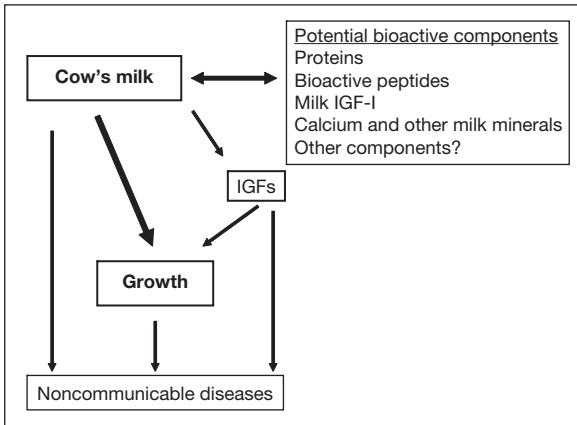 Cow's milk
Potential bioactive components
Proteins
Bioactive peptides
Milk IGF-I
Calcium and other milk minerals
Other components?
IGFs
Growth
Noncommunicable diseases